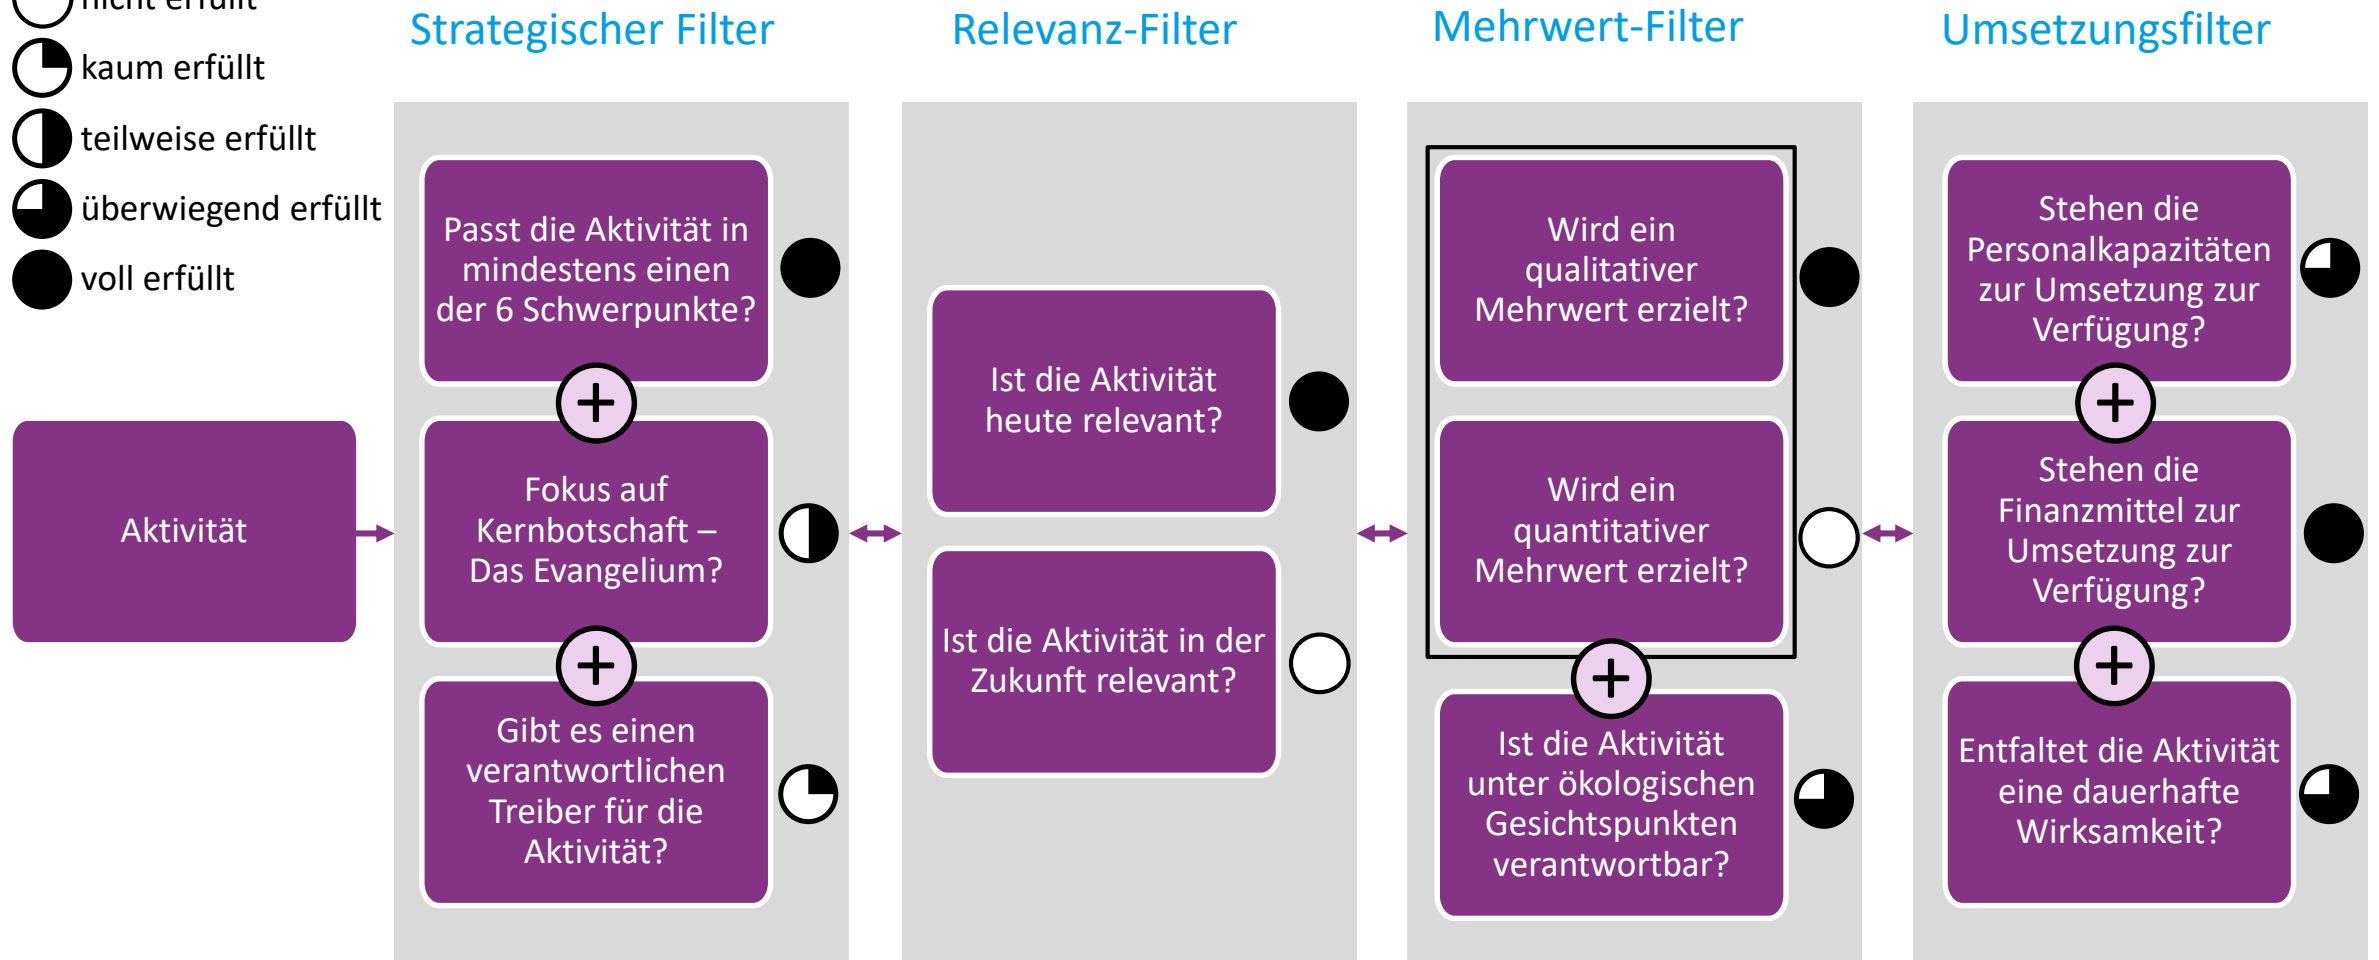 nicht erfüllt
kaum erfüllt
teilweise erfüllt
überwiegend erfüllt
voll erfüllt
Strategischer Filter
Relevanz-Filter
Mehrwert-Filter
Umsetzungsfilter
Aktivität
Passt die Aktivität in
mindestens einen
der 6 Schwerpunkte?
+
Fokus auf
Kernbotschaft –
Das Evangelium?
+
Gibt es einen
verantwortlichen
Treiber für die
Aktivität?
Ist die Aktivität
heute relevant?
Ist die Aktivität in der
Zukunft relevant?
Wird ein
qualitativer
Mehrwert erzielt?
Wird ein
quantitativer
Mehrwert erzielt?
+
Ist die Aktivität
unter ökologischen
Gesichtspunkten
verantwortbar?
Stehen die
Personalkapazitäten
zur Umsetzung zur
Verfügung?
+
Stehen die
Finanzmittel zur
Umsetzung zur
Verfügung?
+
Entfaltet die Aktivität
eine dauerhafte
Wirksamkeit?